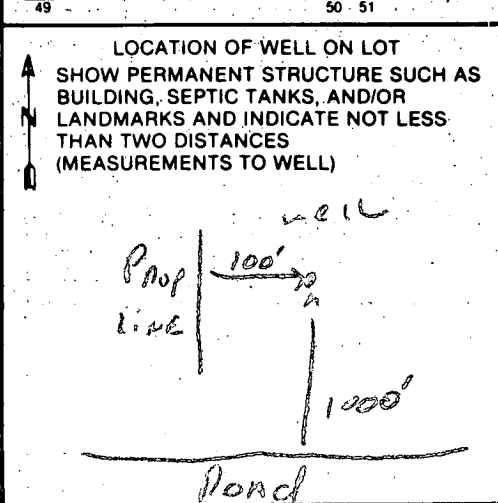 49 50 51
LOCATION OF WELL ON LOT
SHOW PERMANENT STRUCTURE SUCH AS
BUILDING, SEPTIC TANKS, AND/OR
LANDMARKS AND INDICATE NOT LESS
THAN TWO DISTANCES
(MEASUREMENTS TO WELL)
N
well
Prop
Line
100'
1000'
Pond